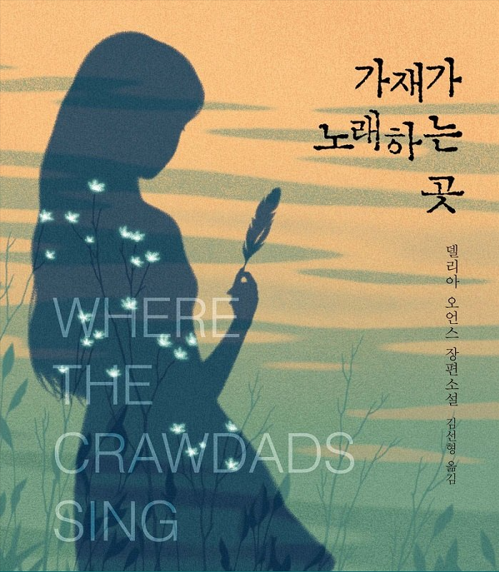 가재가
노래하는
곳
델리아 오언스 장편소설 김선형 옮김
WHERE
THE
CRAWDADS
SING